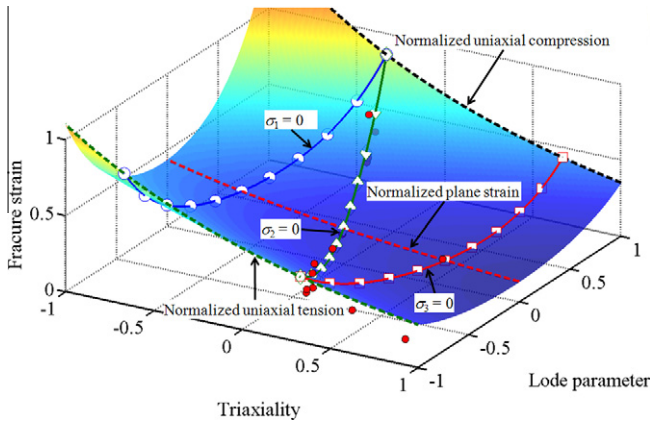 Normalized uniaxial compression
σ1 = 0
Normalized plane strain
σ2 = 0
σ3 = 0
Normalized uniaxial tension
Fracure strain
1
0.5
0
-1
-0.5
0
0.5
1
Triaxiality
-1
-0.5
0
0.5
1
Lode parameter